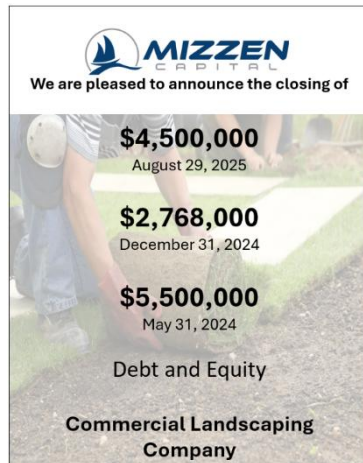 MIZZEN
CAPITAL
We are pleased to announce the closing of
$4,500,000
August 29, 2025
$2,768,000
December 31, 2024
$5,500,000
May 31, 2024
Debt and Equity
Commercial Landscaping
Company